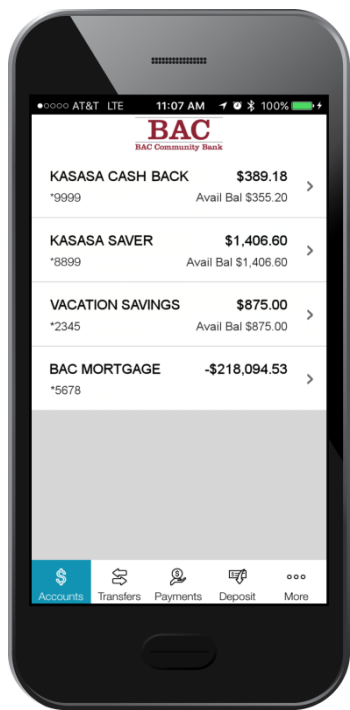 ●○○○○ AT&T LTE 11:07 AM 100%
BAC
BAC Community Bank
KASASA CASH BACK $389.18
*9999 Avail Bal $355.20
KASASA SAVER $1,406.60
*8899 Avail Bal $1,406.60
VACATION SAVINGS $875.00
*2345 Avail Bal $875.00
BAC MORTGAGE -$218,094.53
*5678
Accounts Transfers Payments Deposit More